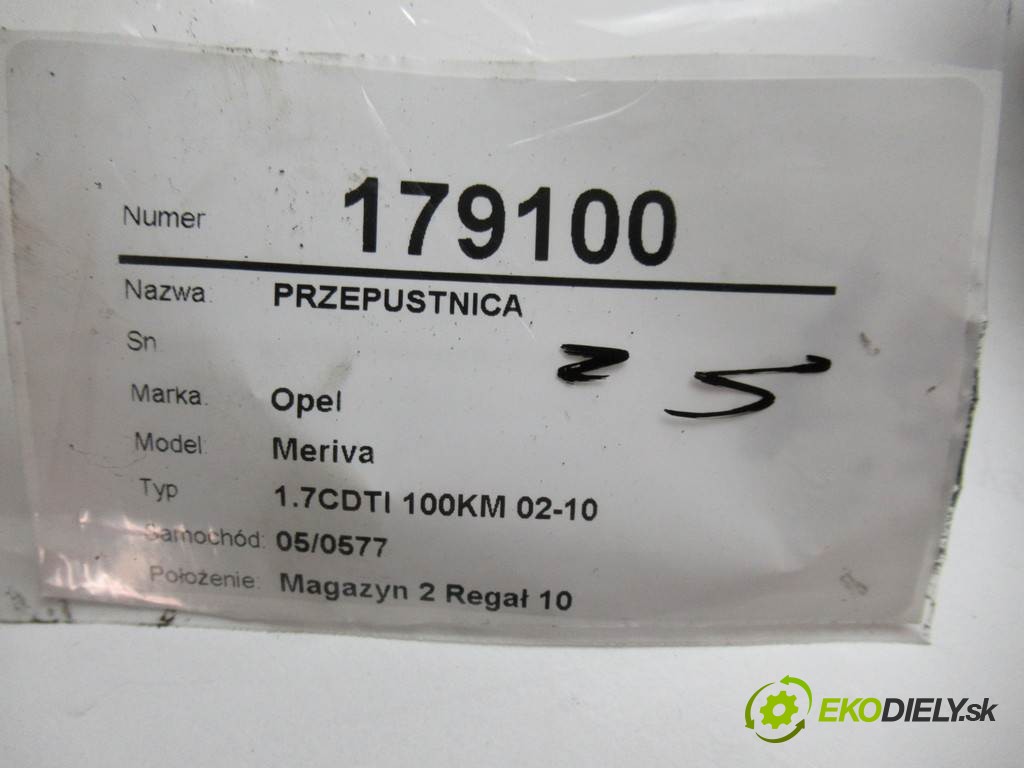 Numer 179100
Nazwa: PRZEPUSTNICA
Sn
Marka: Opel
Model: Meriva
Typ 1.7CDTI 100KM 02-10
Samochód: 05/0577
Położenie: Magazyn 2 Regał 10
EKODIELY.sk